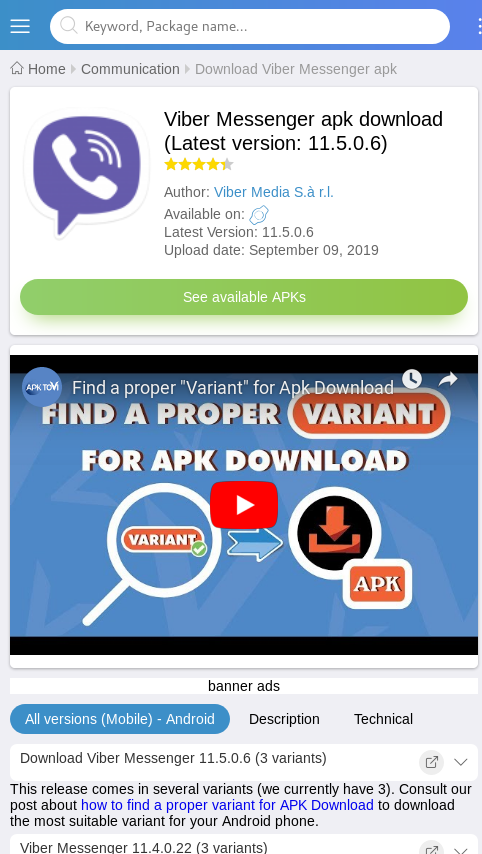 Keyword, Package name...
Home Communication Download Viber Messenger apk
Viber Messenger apk download
(Latest version: 11.5.0.6)
Author: Viber Media S.à r.l.
Available on:
Latest Version: 11.5.0.6
Upload date: September 09, 2019
See available APKs
APK TOVI
Find a proper "Variant" for Apk Download
FIND A PROPER VARIANT
FOR APK DOWNLOAD
VARIANT
APK
banner ads
All versions (Mobile) - Android Description Technical
Download Viber Messenger 11.5.0.6 (3 variants)
This release comes in several variants (we currently have 3). Consult our
post about how to find a proper variant for APK Download to download
the most suitable variant for your Android phone.
Viber Messenger 11.4.0.22 (3 variants)